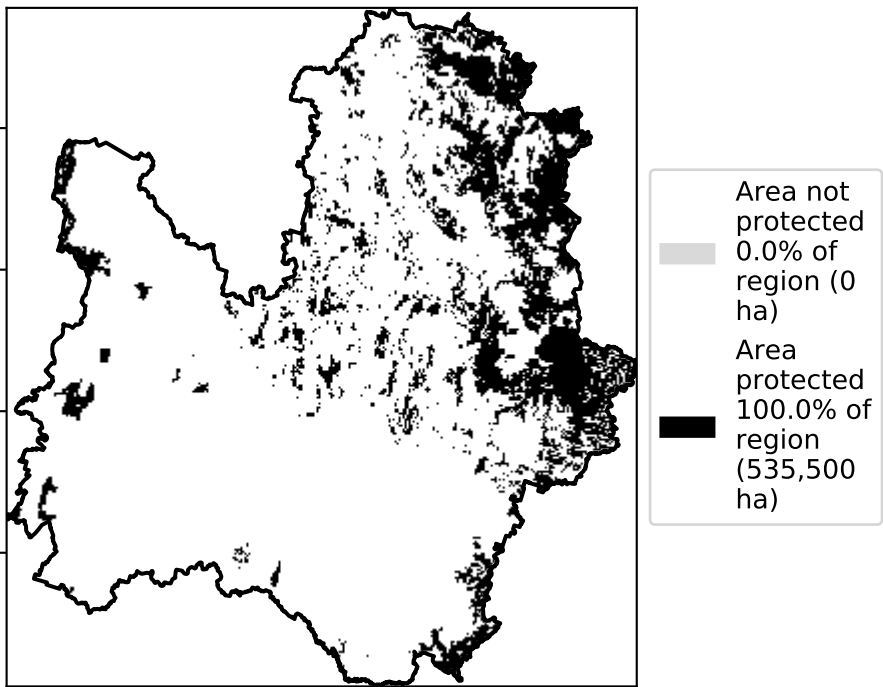 Area not
protected
0.0% of
region (0
ha)
Area
protected
100.0% of
region
(535,500
ha)